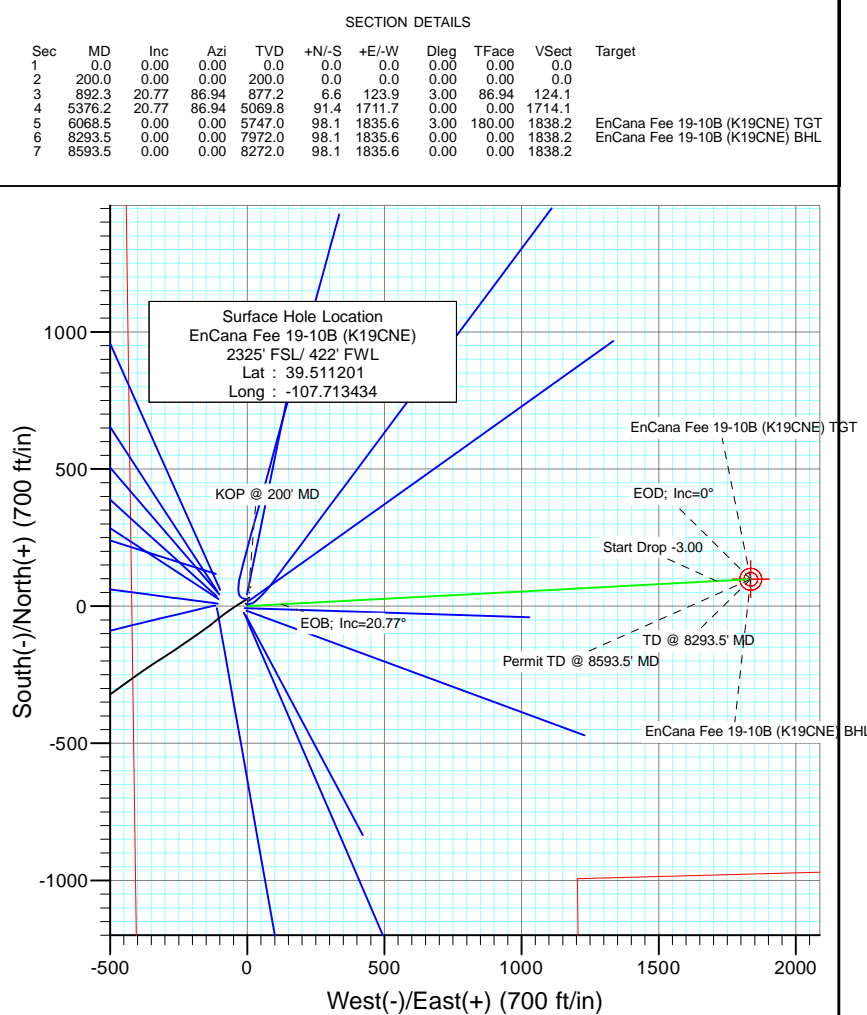 SECTION DETAILS
Sec MD Inc Azi TVD +N/-S +E/-W Dleg TFace VSect Target
1 0.0 0.00 0.00 0.0 0.0 0.0 0.00 0.00 0.0
2 200.0 0.00 0.00 200.0 0.0 0.0 0.00 0.00 0.0
3 892.3 20.77 86.94 877.2 6.6 123.9 3.00 86.94 124.1
4 5376.2 20.77 86.94 5069.8 91.4 1711.7 0.00 0.00 1714.1
5 6068.5 0.00 0.00 5747.0 98.1 1835.6 3.00 180.00 1838.2 EnCana Fee 19-10B (K19CNE) TGT
6 8293.5 0.00 0.00 7972.0 98.1 1835.6 0.00 0.00 1838.2 EnCana Fee 19-10B (K19CNE) BHL
7 8593.5 0.00 0.00 8272.0 98.1 1835.6 0.00 0.00 1838.2
Surface Hole Location
EnCana Fee 19-10B (K19CNE)
2325' FSL/ 422' FWL
Lat : 39.511201
Long : -107.713434
EnCana Fee 19-10B (K19CNE) TGT
KOP @ 200' MD
EOD; Inc=0°
Start Drop -3.00
EOB; Inc=20.77°
TD @ 8293.5' MD
Permit TD @ 8593.5' MD
EnCana Fee 19-10B (K19CNE) BHL
1000
500
0
-500
-1000
South(-)/North(+) (700 ft/in)
-500 0 500 1000 1500 2000
West(-)/East(+) (700 ft/in)